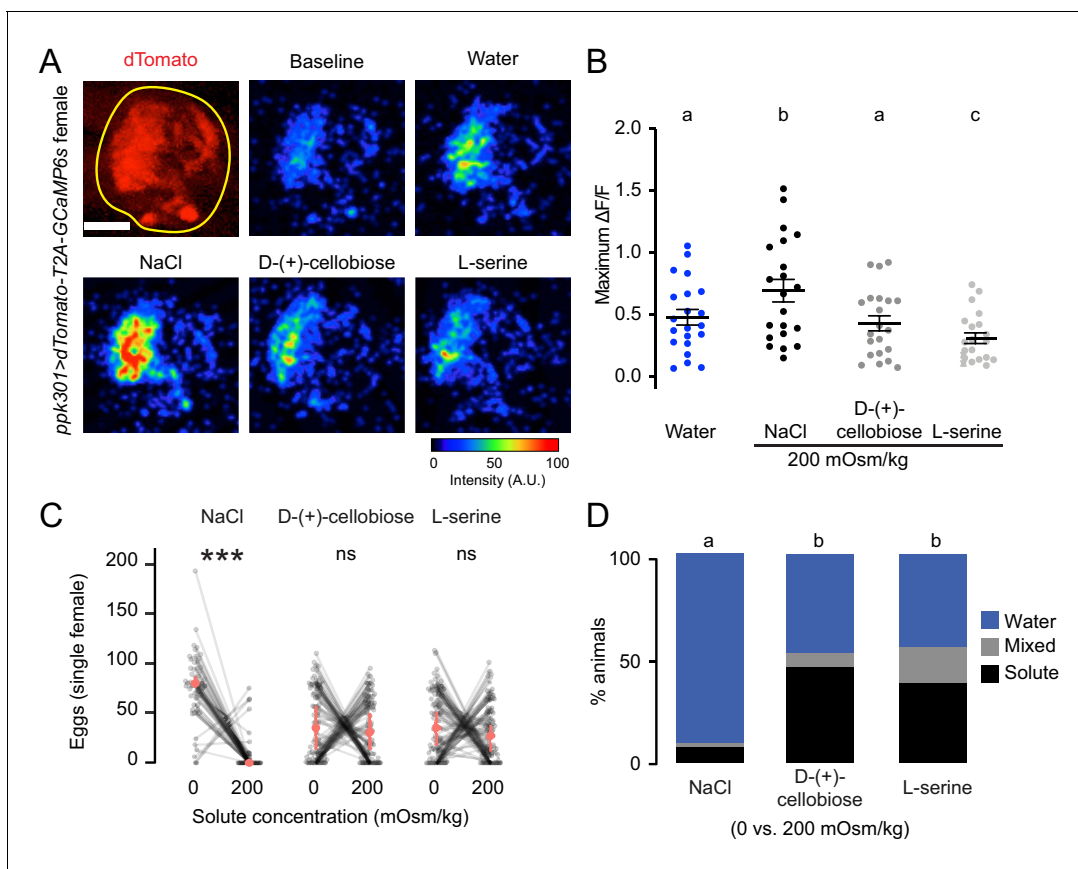 A
dTomato
Baseline
Water
ppk301>dTomato-T2A-GCaMP6s female
NaCl
D-(+)-cellobiose
L-serine
0 50 100
Intensity (A.U.)
B
a b a c
2.0
1.5
1.0
0.5
0.0
Maximum ΔF/F
Water
NaCl
D-(+)-
cellobiose
L-serine
200 mOsm/kg
C
NaCl
D-(+)-cellobiose
L-serine
*** ns ns
200
150
100
50
0
Eggs (single female)
0 200 0 200 0 200
Solute concentration (mOsm/kg)
D
a b b
100
50
0
% animals
Water
Mixed
Solute
NaCl
D-(+)-
cellobiose
L-serine
(0 vs. 200 mOsm/kg)